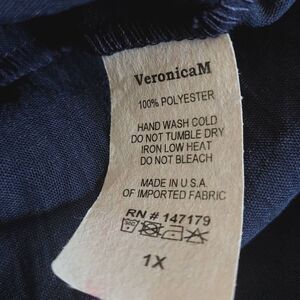 VeronicaM
100% POLYESTER
HAND WASH COLD
DO NOT TUMBLE DRY
IRON LOW HEAT
DO NOT BLEACH
MADE IN U.S.A.
OF IMPORTED FABRIC
RN # 147179
1X